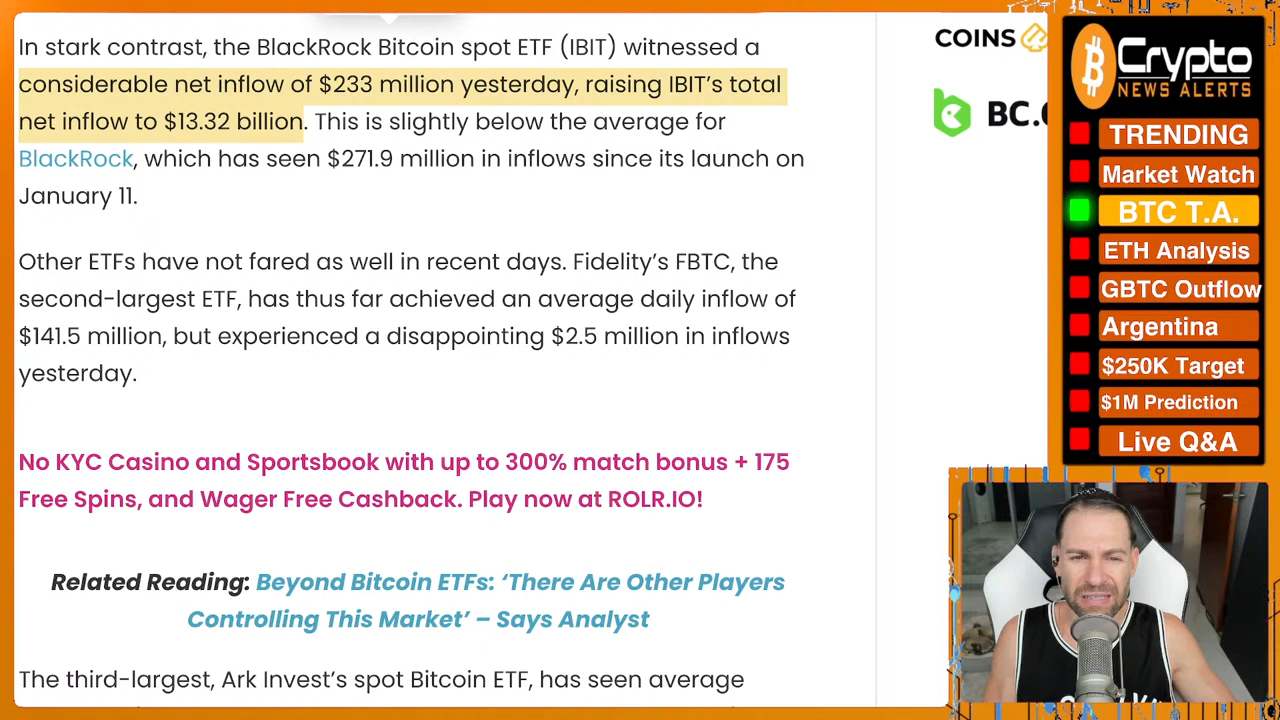 In stark contrast, the BlackRock Bitcoin spot ETF (IBIT) witnessed a
considerable net inflow of $233 million yesterday, raising IBIT’s total
net inflow to $13.32 billion. This is slightly below the average for
BlackRock, which has seen $271.9 million in inflows since its launch on
January 11.
Other ETFs have not fared as well in recent days. Fidelity’s FBTC, the
second-largest ETF, has thus far achieved an average daily inflow of
$141.5 million, but experienced a disappointing $2.5 million in inflows
yesterday.
No KYC Casino and Sportsbook with up to 300% match bonus + 175
Free Spins, and Wager Free Cashback. Play now at ROLR.IO!
Related Reading: Beyond Bitcoin ETFs: ‘There Are Other Players
Controlling This Market’ – Says Analyst
The third-largest, Ark Invest’s spot Bitcoin ETF, has seen average
COINS
BC.
Crypto
NEWS ALERTS
TRENDING
Market Watch
BTC T.A.
ETH Analysis
GBTC Outflow
Argentina
$250K Target
$1M Prediction
Live Q&A